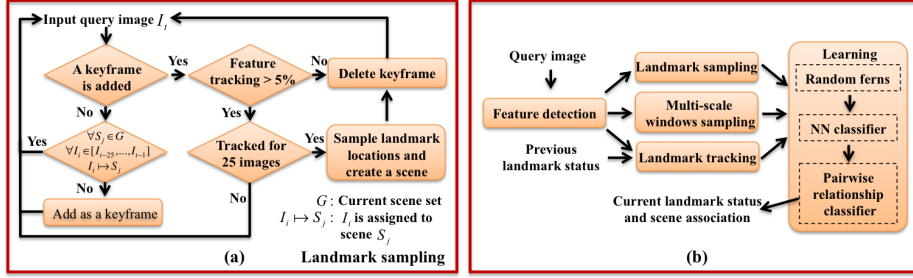 Input query image I_t
A keyframe
is added
Yes
Feature
tracking > 5%
No
Delete keyframe
No
Yes
Yes
∀S_j ∈ G
∀I_i ∈ [I_{t-25}, ..., I_{t-1}]
I_i ↦ S_j
Tracked for
25 images
Yes
Sample landmark
locations and
create a scene
No
No
Add as a keyframe
G : Current scene set
I_i ↦ S_j : I_i is assigned to
scene S_j
(a)
Landmark sampling
Query image
Feature detection
Previous
landmark status
Landmark sampling
Multi-scale
windows sampling
Landmark tracking
Learning
Random ferns
NN classifier
Pairwise
relationship
classifier
Current landmark status
and scene association
(b)